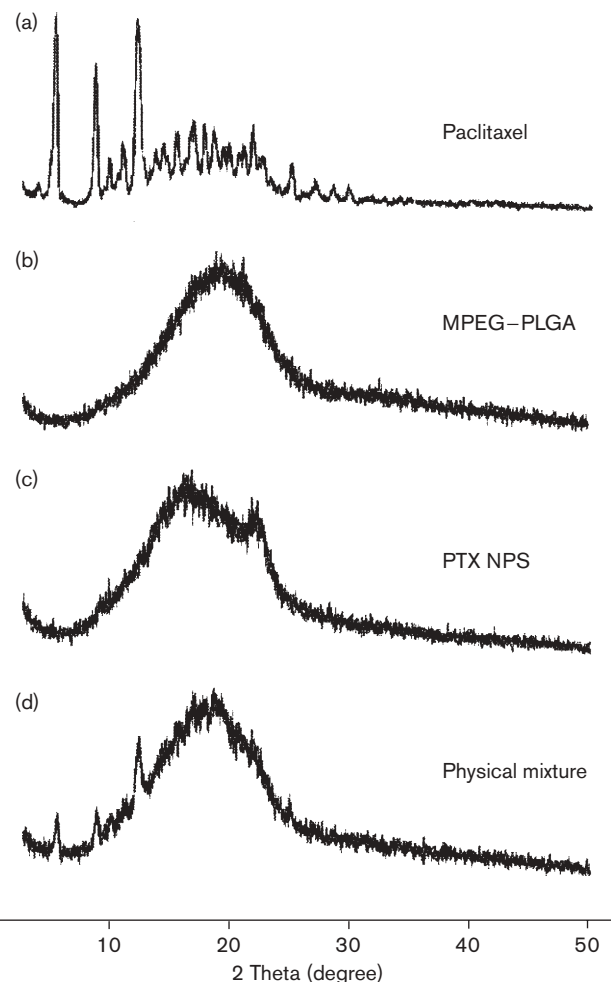 (a)
Paclitaxel
(b)
MPEG–PLGA
(c)
PTX NPS
(d)
Physical mixture
10 20 30 40 50
2 Theta (degree)